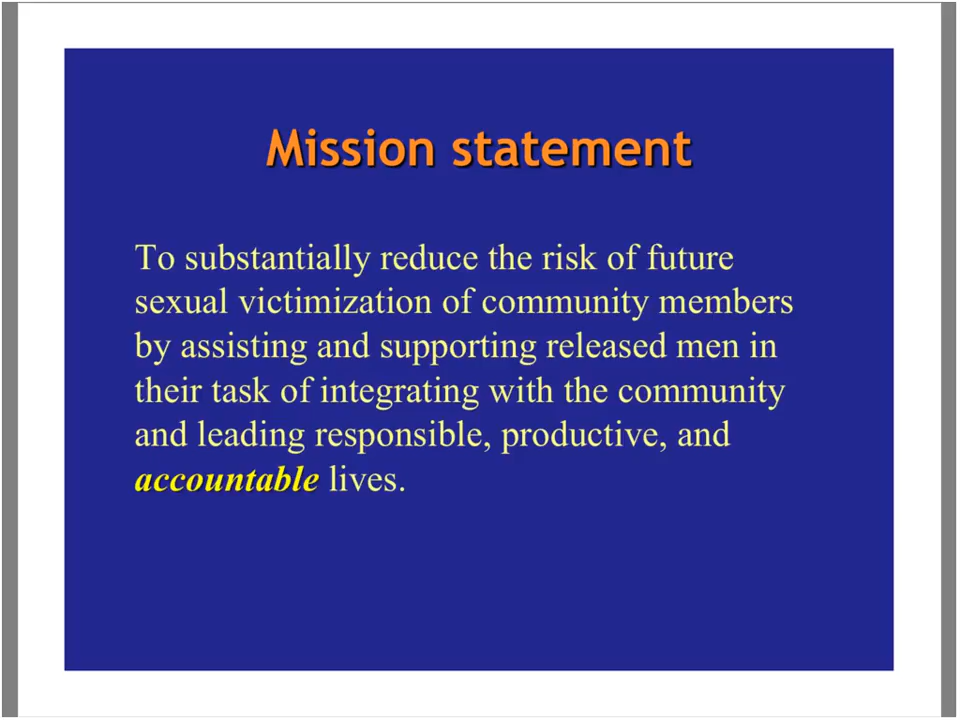 Mission statement
To substantially reduce the risk of future
sexual victimization of community members
by assisting and supporting released men in
their task of integrating with the community
and leading responsible, productive, and
accountable lives.